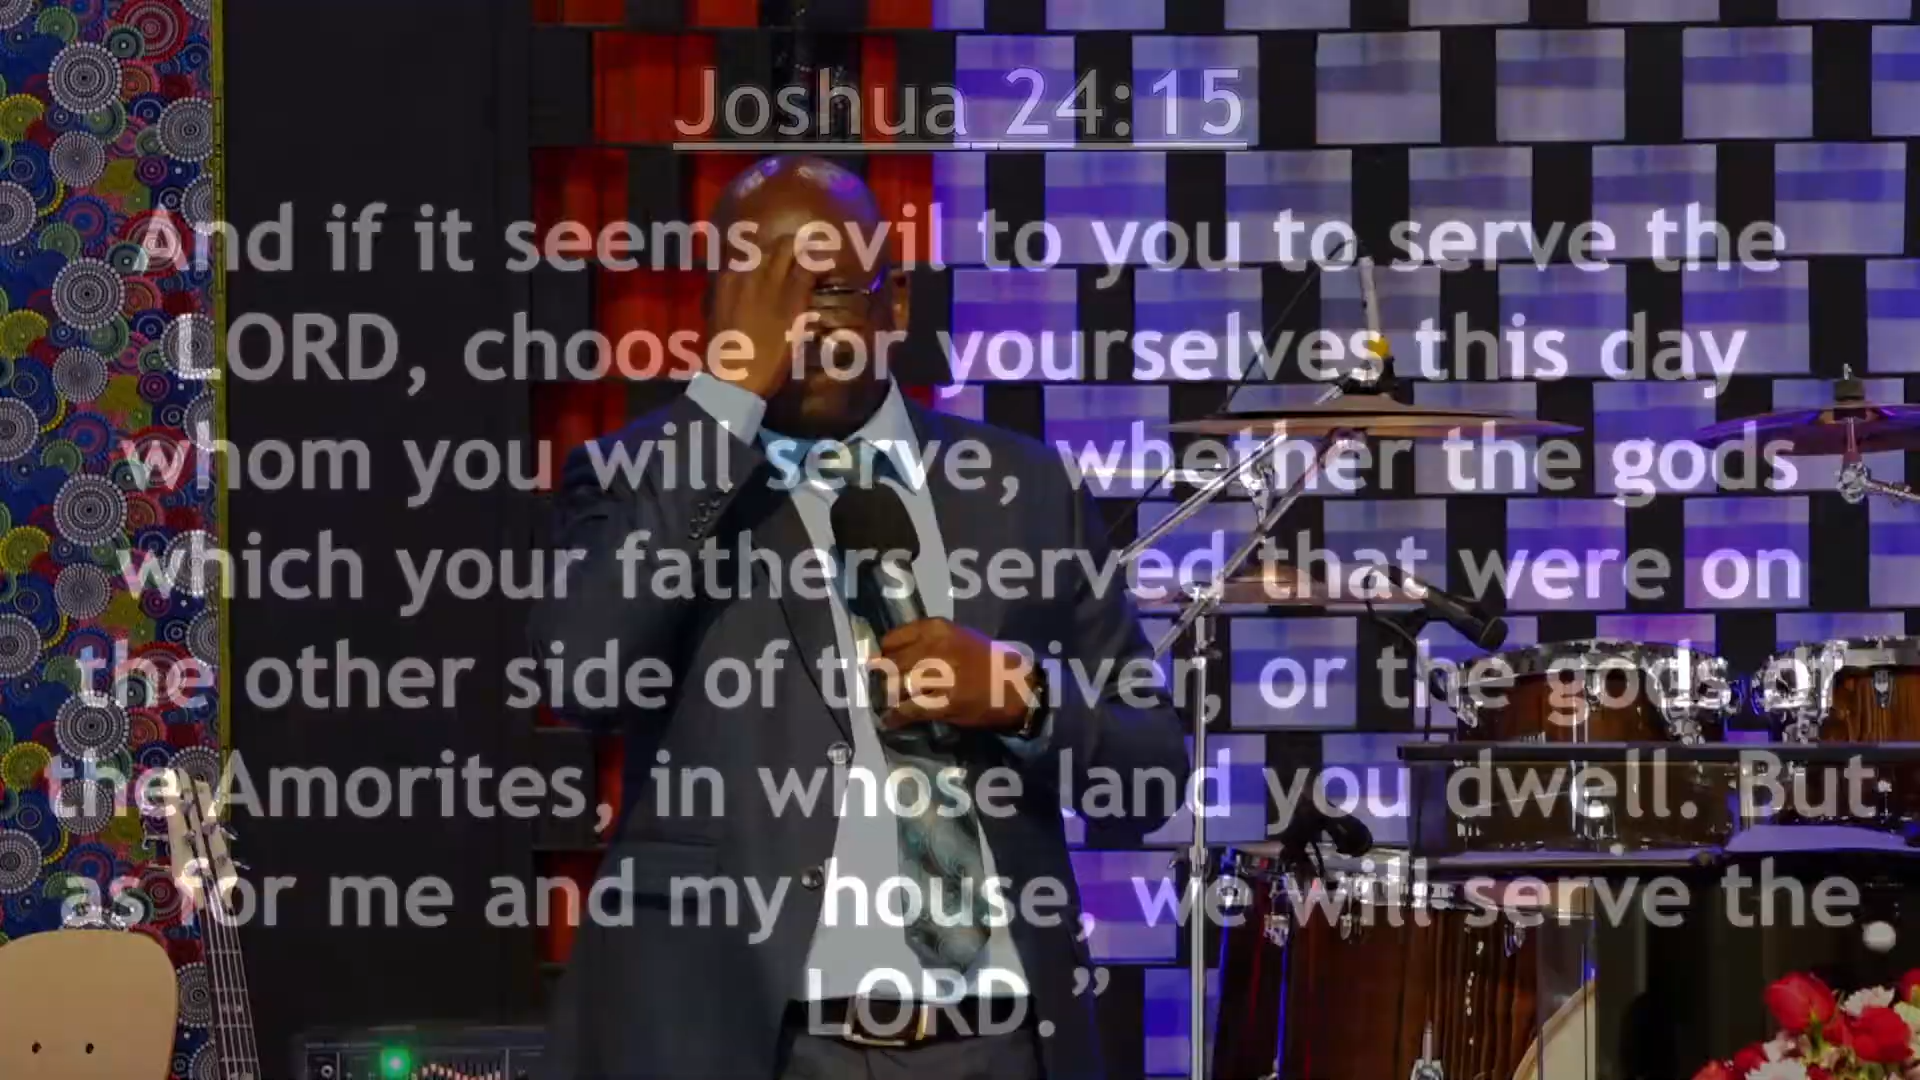 Joshua 24:15
And if it seems evil to you to serve the
LORD, choose for yourselves this day
whom you will serve, whether the gods
which your fathers served that were on
the other side of the River, or the gods of
the Amorites, in whose land you dwell. But
as for me and my house, we will serve the
LORD.”